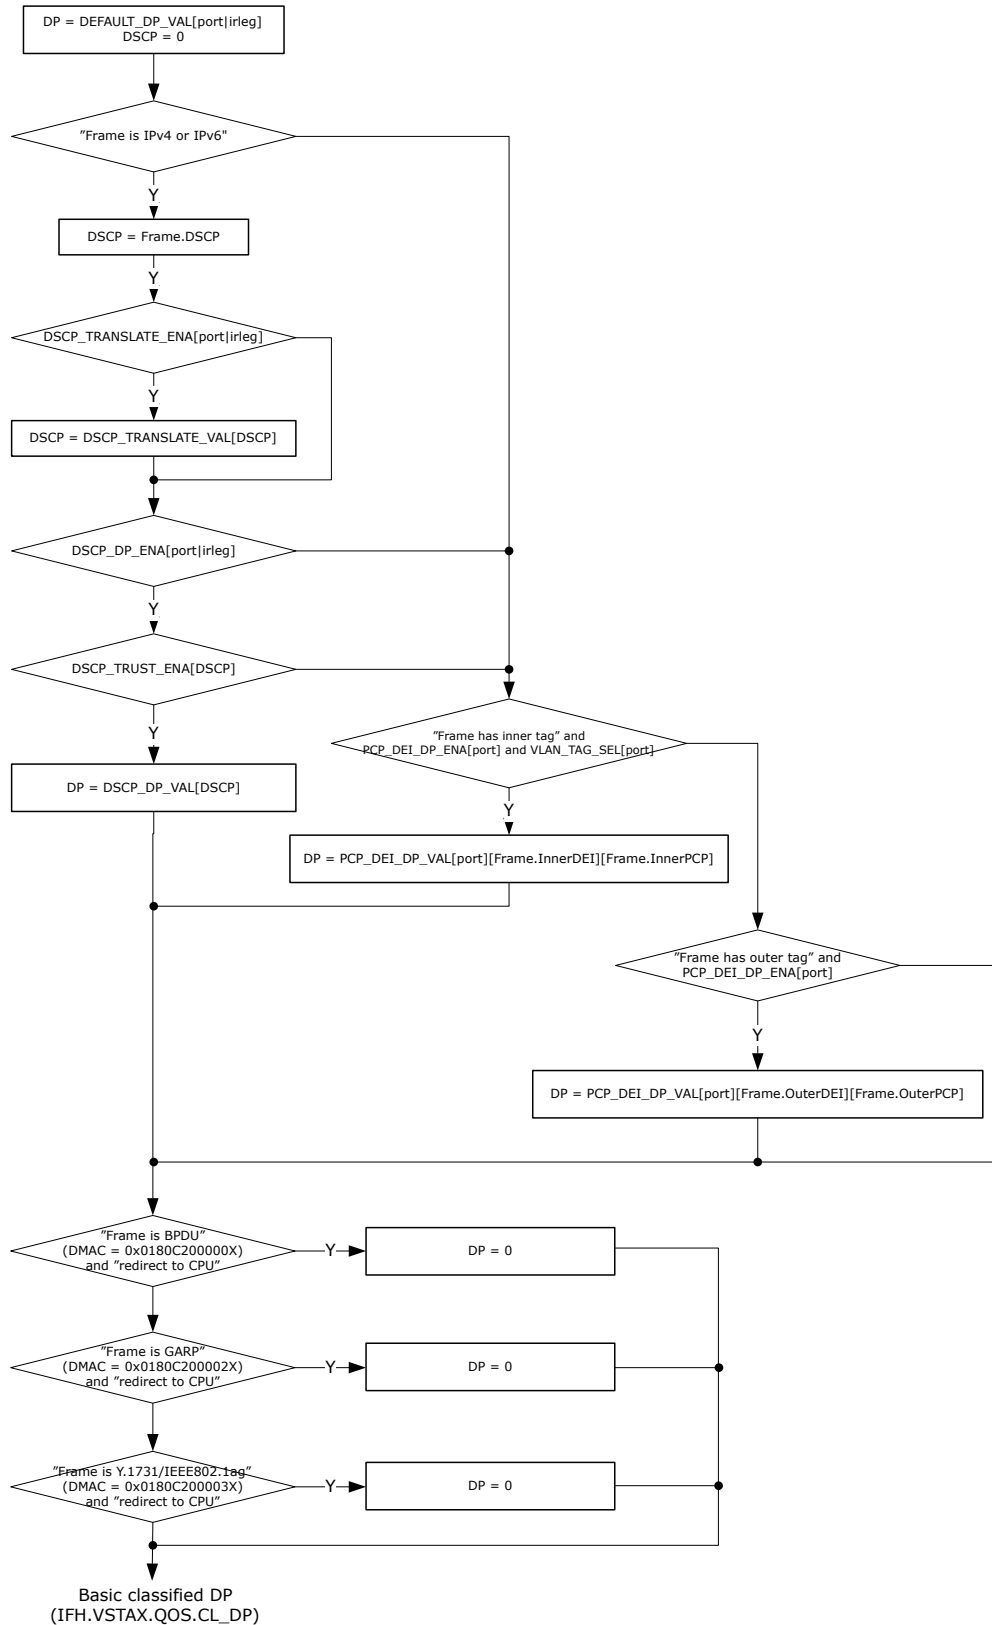 DP = DEFAULT_DP_VAL[port|irleg]
DSCP = 0
"Frame is IPv4 or IPv6"
Y
DSCP = Frame.DSCP
Y
DSCP_TRANSLATE_ENA[port|irleg]
Y
DSCP = DSCP_TRANSLATE_VAL[DSCP]
DSCP_DP_ENA[port|irleg]
Y
DSCP_TRUST_ENA[DSCP]
Y
"Frame has inner tag" and
PCP_DEI_DP_ENA[port] and VLAN_TAG_SEL[port]
DP = DSCP_DP_VAL[DSCP]
Y
DP = PCP_DEI_DP_VAL[port][Frame.InnerDEI][Frame.InnerPCP]
"Frame has outer tag" and
PCP_DEI_DP_ENA[port]
Y
DP = PCP_DEI_DP_VAL[port][Frame.OuterDEI][Frame.OuterPCP]
"Frame is BPDU"
(DMAC = 0x0180C200000X)
and "redirect to CPU"
Y
DP = 0
"Frame is GARP"
(DMAC = 0x0180C200002X)
and "redirect to CPU"
Y
DP = 0
"Frame is Y.1731/IEEE802.1ag"
(DMAC = 0x0180C200003X)
and "redirect to CPU"
Y
DP = 0
Basic classified DP
(IFH.VSTAX.QOS.CL_DP)